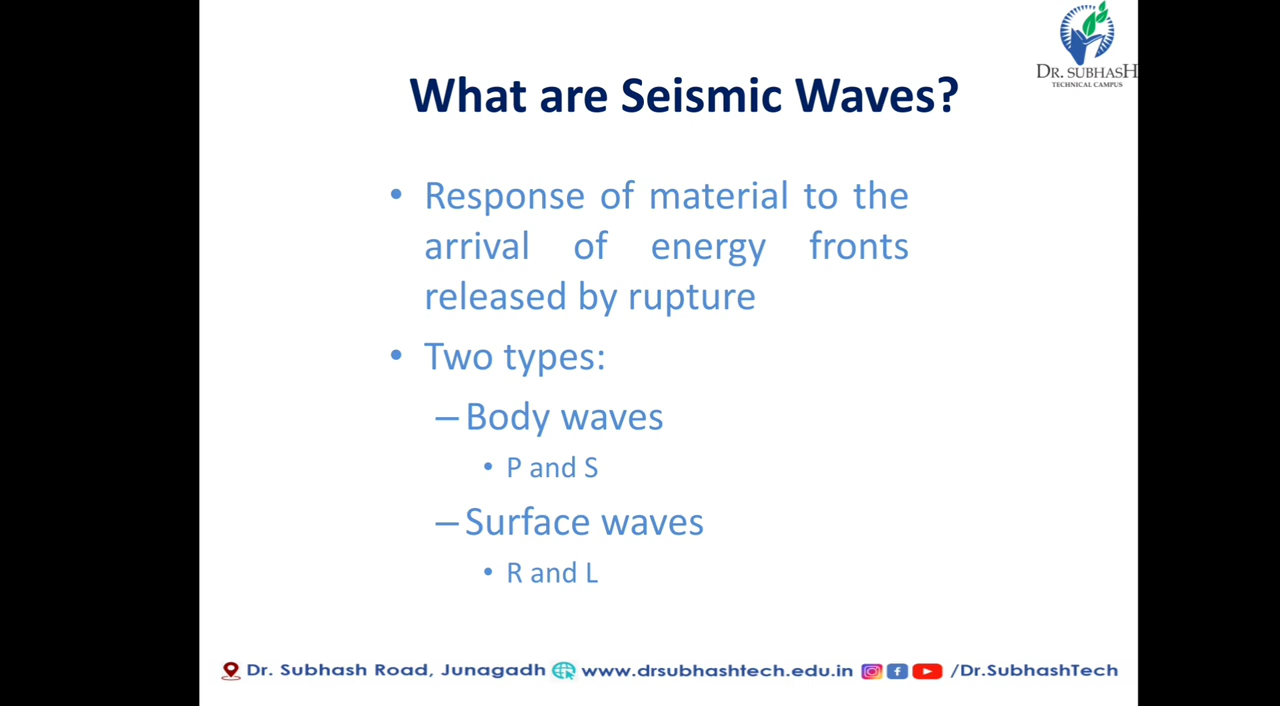 DR. SUBHASH
TECHNICAL CAMPUS
What are Seismic Waves?
• Response of material to the
arrival of energy fronts
released by rupture
• Two types:
– Body waves
• P and S
– Surface waves
• R and L
Dr. Subhash Road, Junagadh www.drsubhashtech.edu.in /Dr.SubhashTech